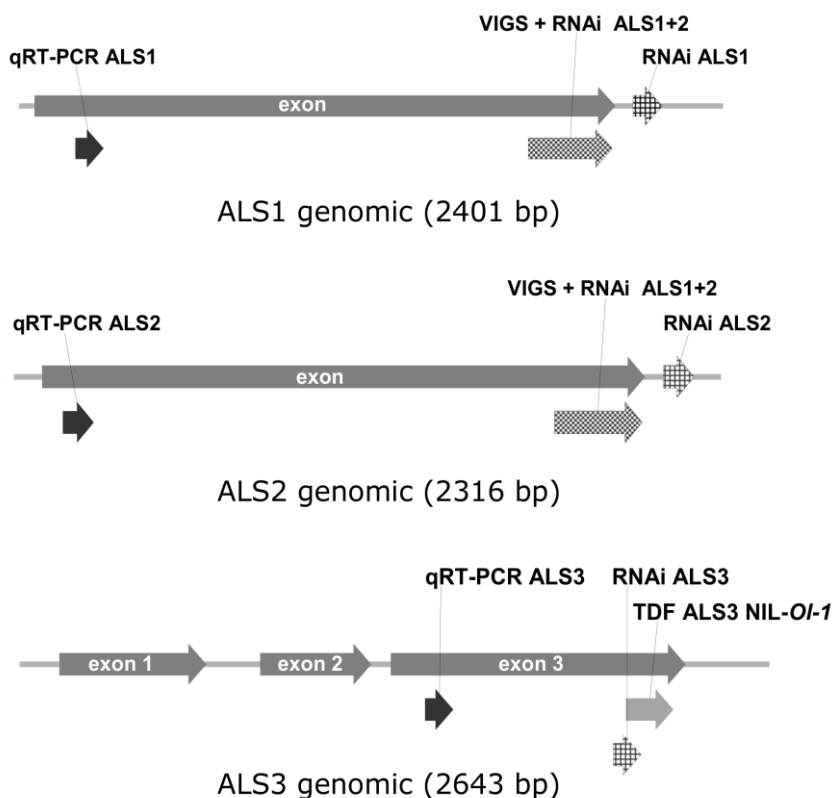 VIGS + RNAi ALS1+2
qRT-PCR ALS1
RNAi ALS1
exon
ALS1 genomic (2401 bp)
VIGS + RNAi ALS1+2
qRT-PCR ALS2
RNAi ALS2
exon
ALS2 genomic (2316 bp)
qRT-PCR ALS3
RNAi ALS3
TDF ALS3 NIL-Ol-1
exon 1
exon 2
exon 3
ALS3 genomic (2643 bp)